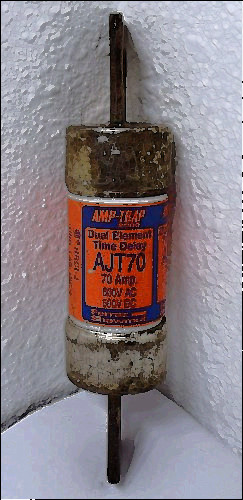 AMP-TRAP
Dual Element
Time Delay
AJT70
70 Amp.
600V AC
500V DC